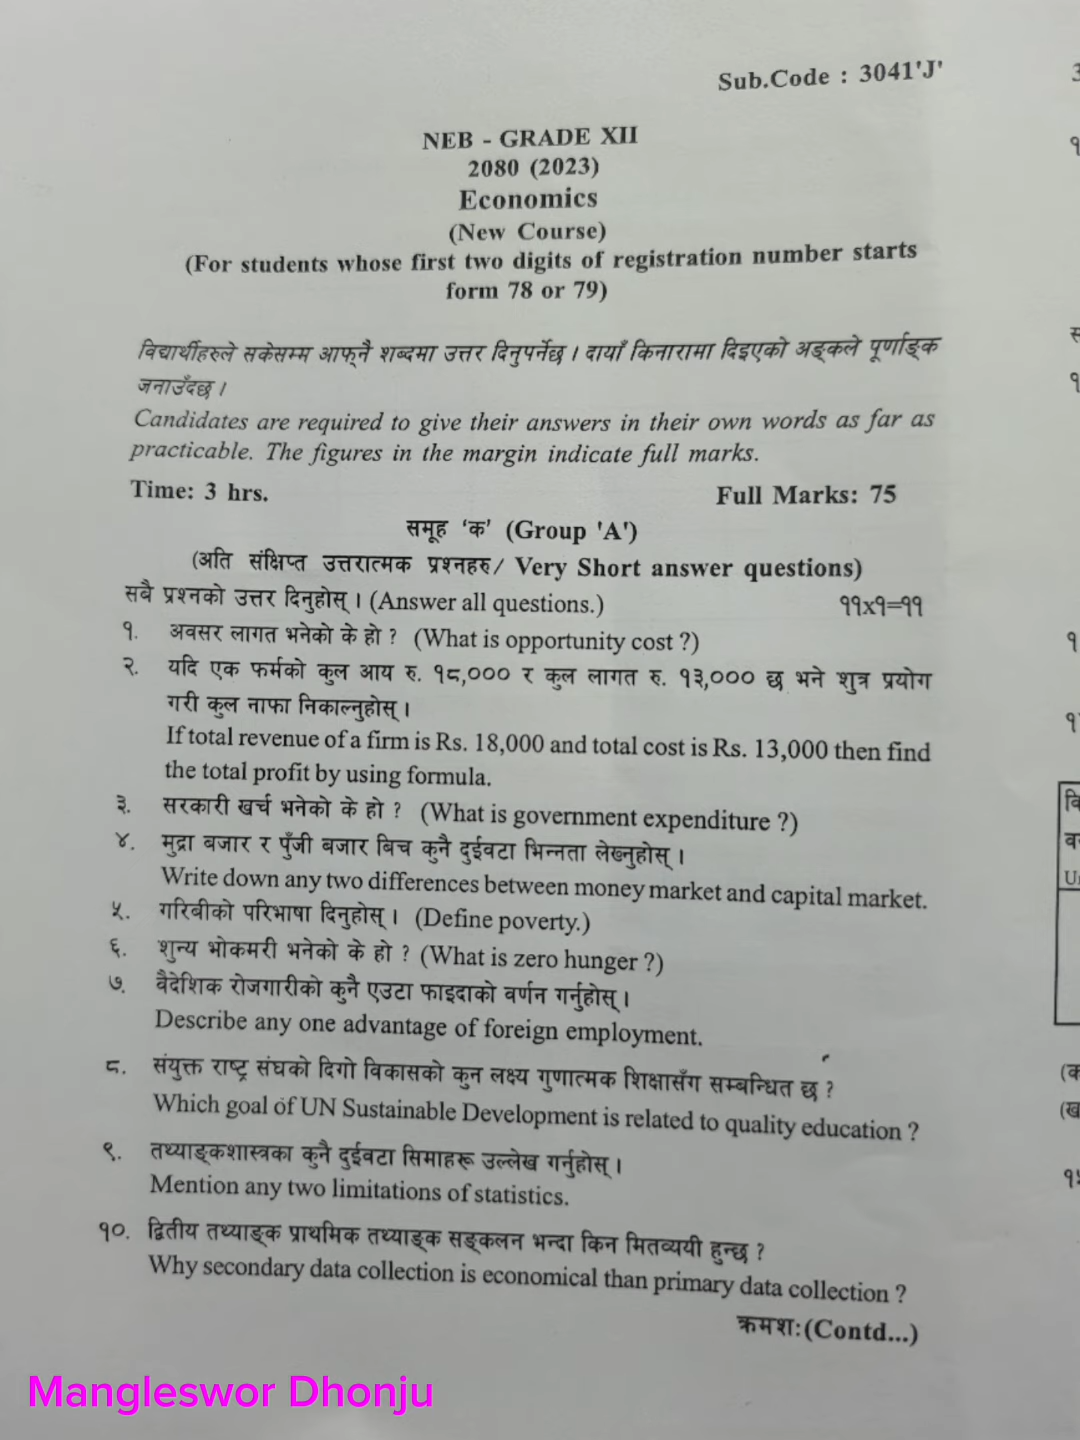 Sub.Code : 3041'J'
NEB - GRADE XII
2080 (2023)
Economics
(New Course)
(For students whose first two digits of registration number starts
form 78 or 79)
विद्यार्थीहरुले सकेसम्म आफ्नै शब्दमा उत्तर दिनुपर्नेछ । दायाँ किनारामा दिइएको अङ्कले पूर्णाङ्क
जनाउँदछ ।
Candidates are required to give their answers in their own words as far as
practicable. The figures in the margin indicate full marks.
Time: 3 hrs. Full Marks: 75
समूह ‘क’ (Group 'A')
(अति संक्षिप्त उत्तरात्मक प्रश्नहरु/ Very Short answer questions)
सबै प्रश्नको उत्तर दिनुहोस् । (Answer all questions.) ११x१=११
१. अवसर लागत भनेको के हो ? (What is opportunity cost ?)
२. यदि एक फर्मको कुल आय रु. १८,००० र कुल लागत रु. १३,००० छ भने शुत्र प्रयोग
गरी कुल नाफा निकाल्नुहोस् ।
If total revenue of a firm is Rs. 18,000 and total cost is Rs. 13,000 then find
the total profit by using formula.
३. सरकारी खर्च भनेको के हो ? (What is government expenditure ?)
४. मुद्रा बजार र पुँजी बजार बिच कुनै दुईवटा भिन्नता लेख्नुहोस् ।
Write down any two differences between money market and capital market.
५. गरिबीको परिभाषा दिनुहोस् । (Define poverty.)
६. शुन्य भोकमरी भनेको के हो ? (What is zero hunger ?)
७. वैदेशिक रोजगारीको कुनै एउटा फाइदाको वर्णन गर्नुहोस् ।
Describe any one advantage of foreign employment.
८. संयुक्त राष्ट्र संघको दिगो विकासको कुन लक्ष्य गुणात्मक शिक्षासँग सम्बन्धित छ ?
Which goal of UN Sustainable Development is related to quality education ?
९. तथ्याङ्कशास्त्रका कुनै दुईवटा सिमाहरू उल्लेख गर्नुहोस् ।
Mention any two limitations of statistics.
१०. द्वितीय तथ्याङ्क प्राथमिक तथ्याङ्क सङ्कलन भन्दा किन मितव्ययी हुन्छ ?
Why secondary data collection is economical than primary data collection ?
क्रमशः(Contd...)
Mangleswor Dhonju